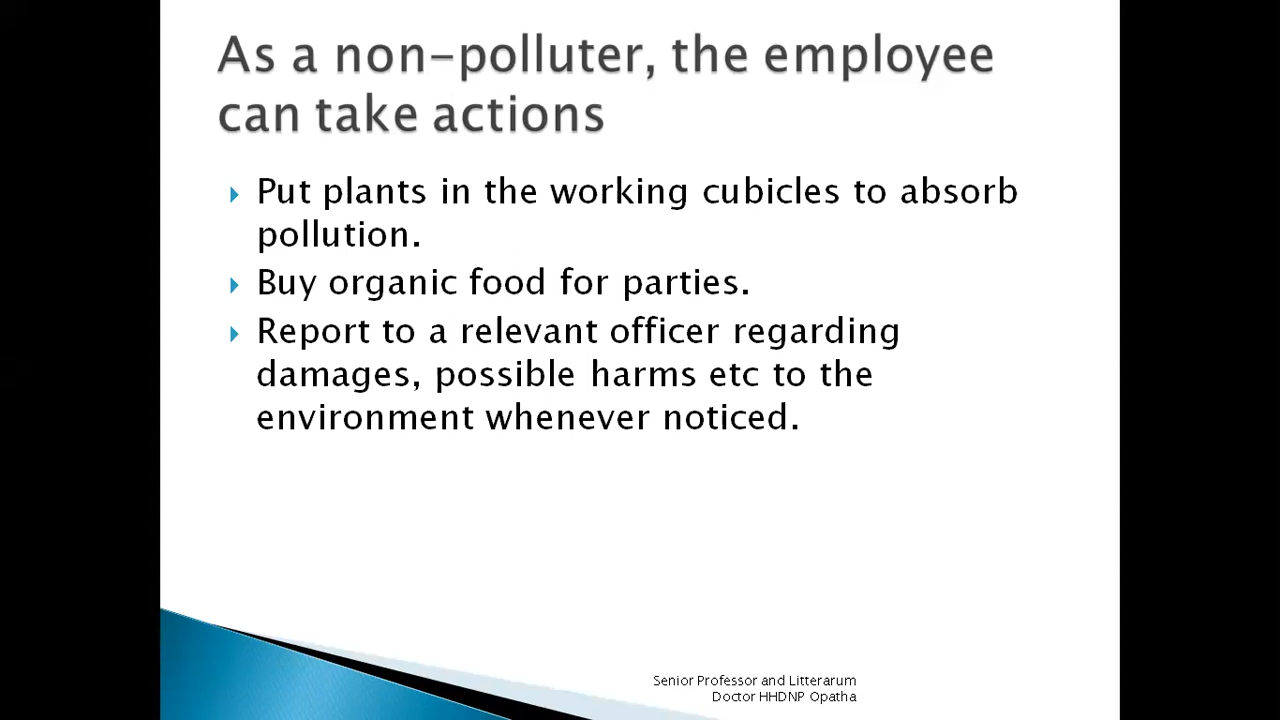 As a non-polluter, the employee
can take actions
Put plants in the working cubicles to absorb
pollution.
Buy organic food for parties.
Report to a relevant officer regarding
damages, possible harms etc to the
environment whenever noticed.
Senior Professor and Litterarum
Doctor HHDNP Opatha